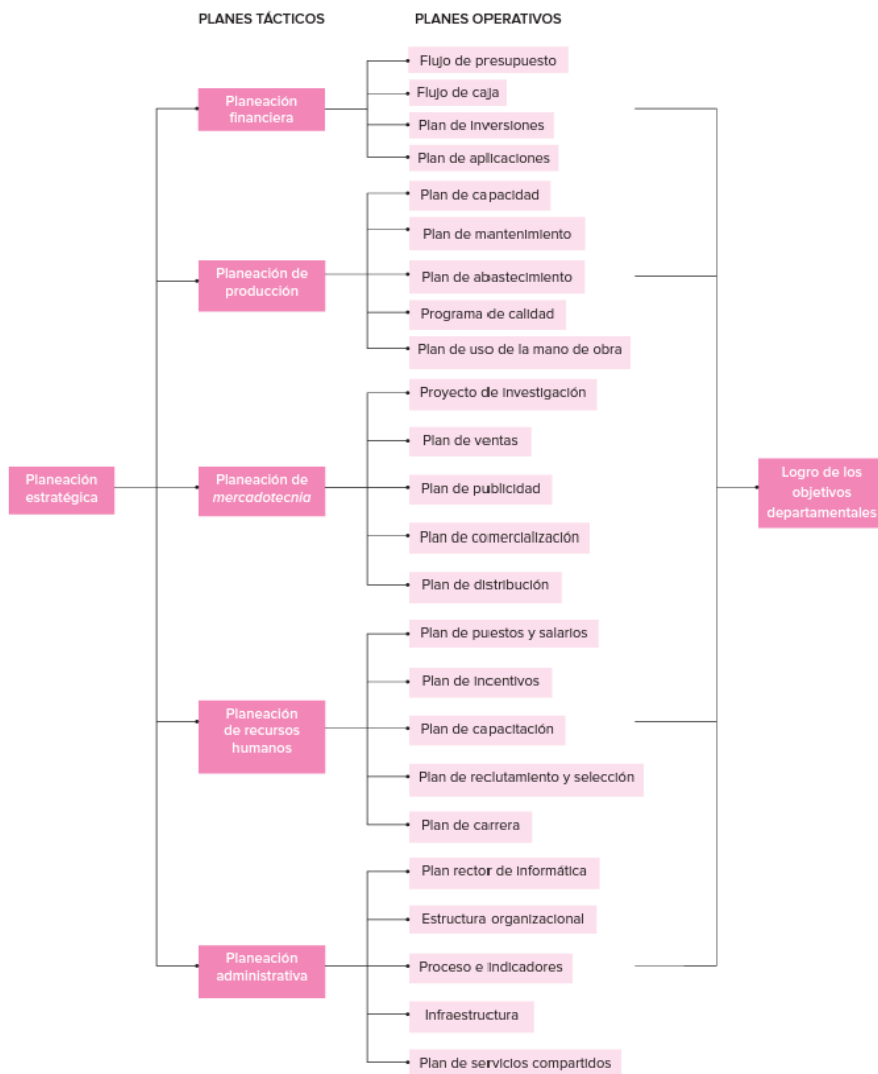 PLANES TÁCTICOS
PLANES OPERATIVOS
Planeación
estratégica
Planeación
financiera
Flujo de presupuesto
Flujo de caja
Plan de inversiones
Plan de aplicaciones
Planeación de
producción
Plan de capacidad
Plan de mantenimiento
Plan de abastecimiento
Programa de calidad
Plan de uso de la mano de obra
Planeación de
mercadotecnia
Proyecto de investigación
Plan de ventas
Plan de publicidad
Plan de comercialización
Plan de distribución
Planeación
de recursos
humanos
Plan de puestos y salarios
Plan de incentivos
Plan de capacitación
Plan de reclutamiento y selección
Plan de carrera
Planeación
administrativa
Plan rector de informática
Estructura organizacional
Proceso e indicadores
Infraestructura
Plan de servicios compartidos
Logro de los
objetivos
departamentales